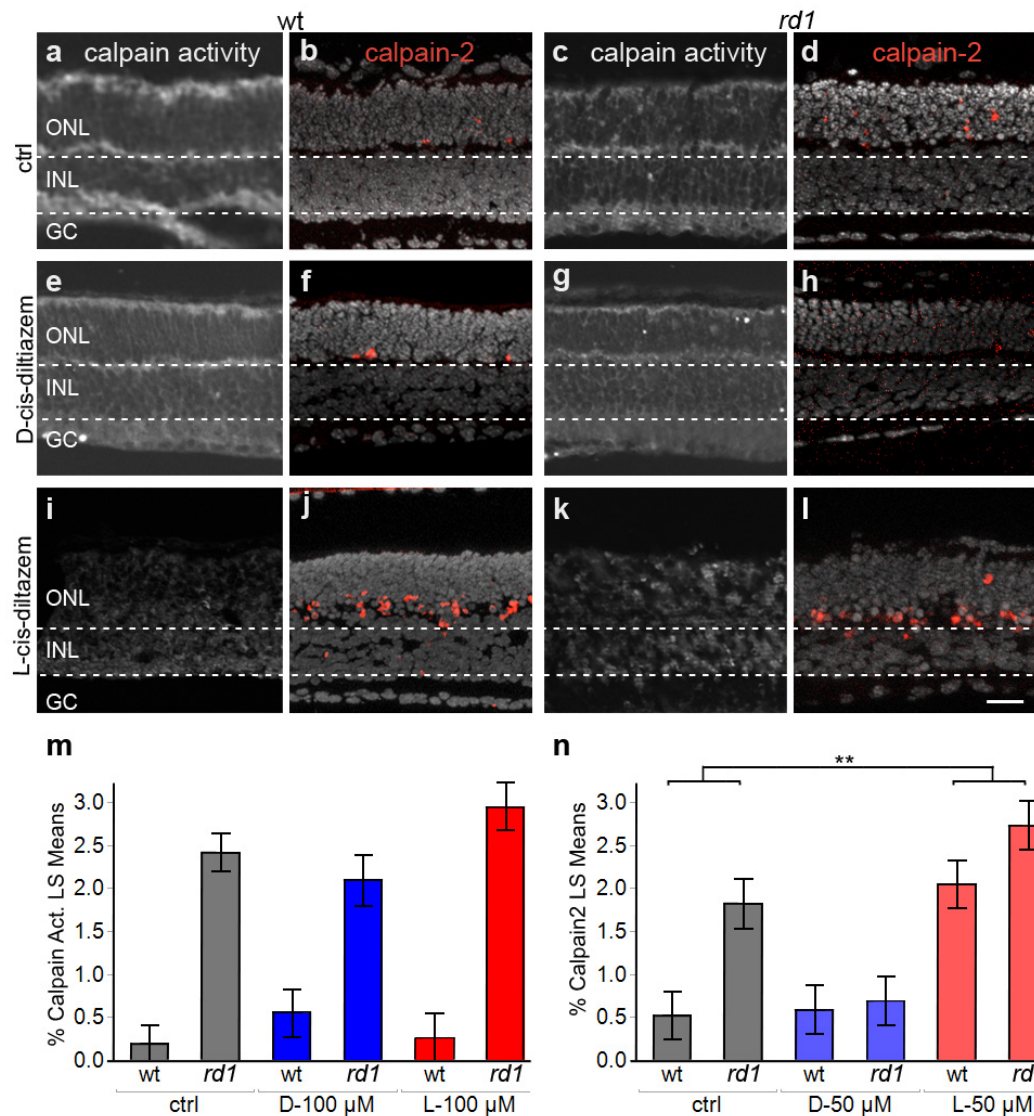 wt rd1
a calpain activity b calpain-2 c calpain activity d calpain-2
ctrl
ONL
INL
GC
e f g h
D-cis-diltiazem
ONL
INL
GC
i j k l
L-cis-diltazem
ONL
INL
GC
m
% Calpain Act. LS Means
3.0
2.5
2.0
1.5
1.0
0.5
0.0
wt rd1 wt rd1 wt rd1
ctrl D-100 µM L-100 µM
n
**
% Calpain2 LS Means
3.0
2.5
2.0
1.5
1.0
0.5
0.0
wt rd1 wt rd1 wt rd
ctrl D-50 µM L-50 µM